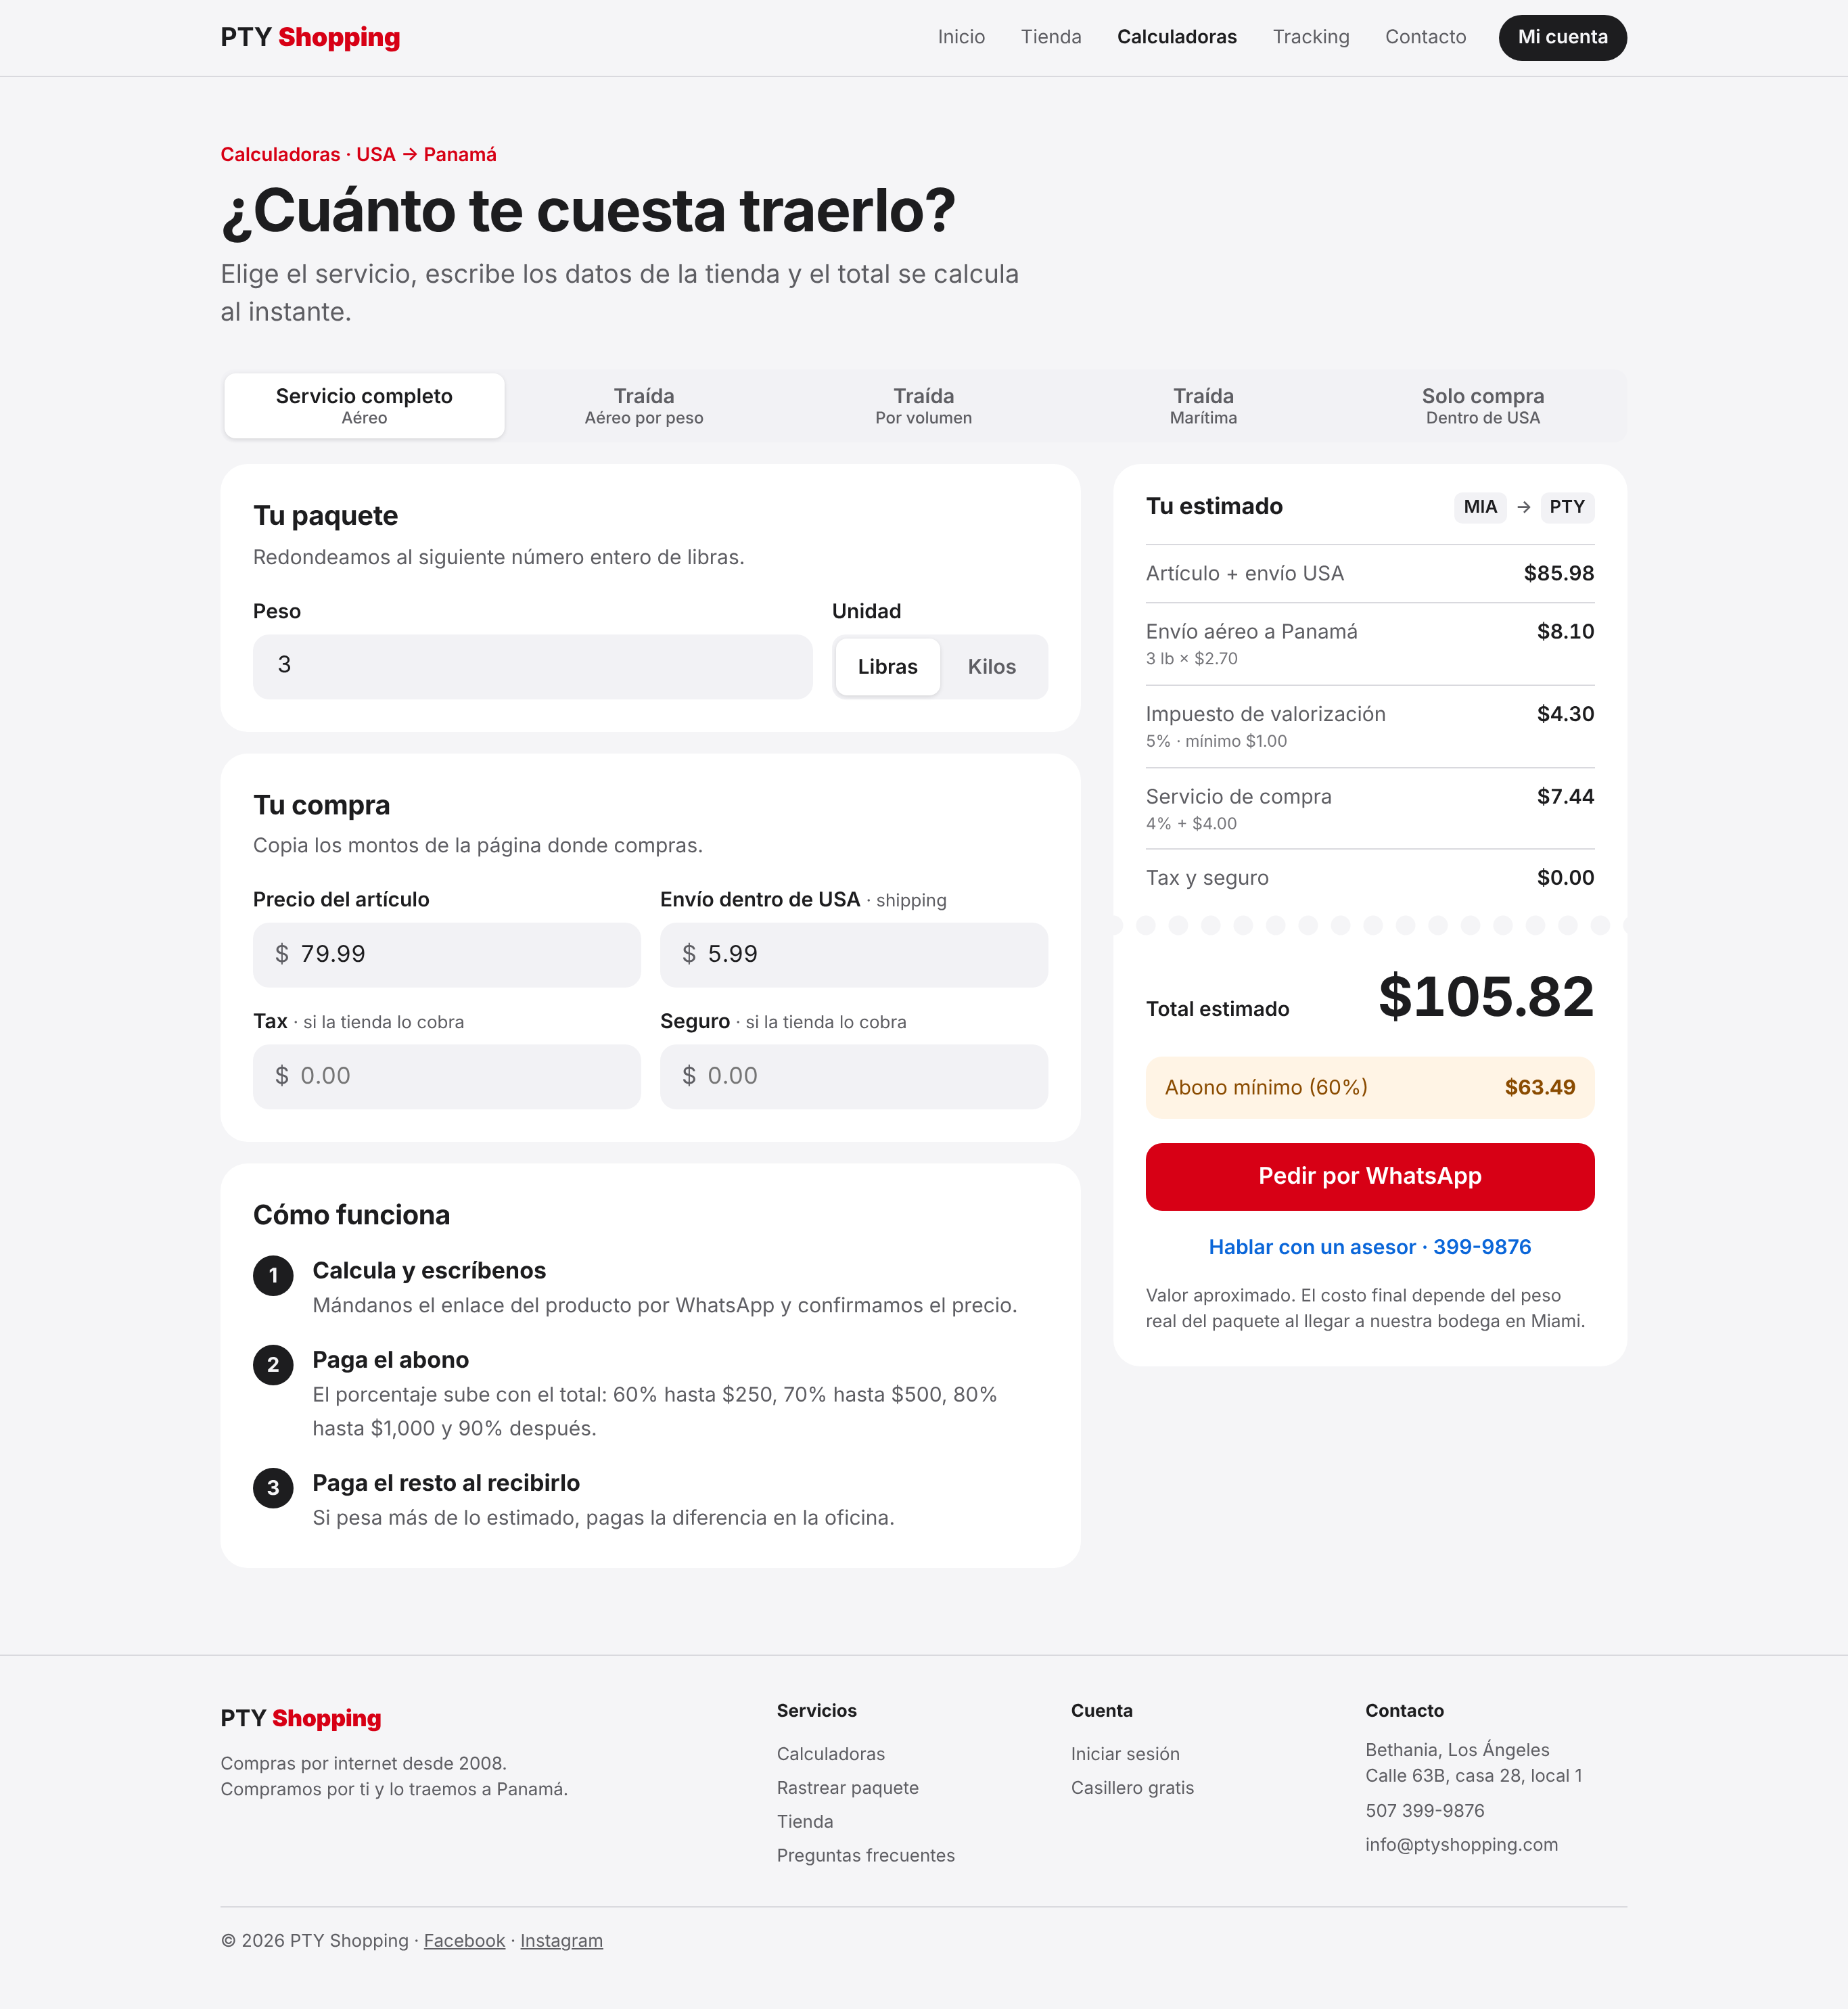 PTY Shopping
Inicio
Tienda
Calculadoras
Tracking
Contacto
Mi cuenta
Calculadoras · USA → Panamá
¿Cuánto te cuesta traerlo?
Elige el servicio, escribe los datos de la tienda y el total se calcula
al instante.
Servicio completo
Aéreo
Traída
Aéreo por peso
Traída
Por volumen
Traída
Marítima
Solo compra
Dentro de USA
Tu paquete
Redondeamos al siguiente número entero de libras.
Peso
3
Unidad
Libras
Kilos
Tu compra
Copia los montos de la página donde compras.
Precio del artículo
$ 79.99
Envío dentro de USA · shipping
$ 5.99
Tax · si la tienda lo cobra
$ 0.00
Seguro · si la tienda lo cobra
$ 0.00
Cómo funciona
1
Calcula y escríbenos
Mándanos el enlace del producto por WhatsApp y confirmamos el precio.
2
Paga el abono
El porcentaje sube con el total: 60% hasta $250, 70% hasta $500, 80%
hasta $1,000 y 90% después.
3
Paga el resto al recibirlo
Si pesa más de lo estimado, pagas la diferencia en la oficina.
Tu estimado
MIA → PTY
Artículo + envío USA
$85.98
Envío aéreo a Panamá
$8.10
3 lb × $2.70
Impuesto de valorización
$4.30
5% · mínimo $1.00
Servicio de compra
$7.44
4% + $4.00
Tax y seguro
$0.00
Total estimado
$105.82
Abono mínimo (60%)
$63.49
Pedir por WhatsApp
Hablar con un asesor · 399-9876
Valor aproximado. El costo final depende del peso
real del paquete al llegar a nuestra bodega en Miami.
PTY Shopping
Compras por internet desde 2008.
Compramos por ti y lo traemos a Panamá.
Servicios
Calculadoras
Rastrear paquete
Tienda
Preguntas frecuentes
Cuenta
Iniciar sesión
Casillero gratis
Contacto
Bethania, Los Ángeles
Calle 63B, casa 28, local 1
507 399-9876
info@ptyshopping.com
© 2026 PTY Shopping · Facebook · Instagram